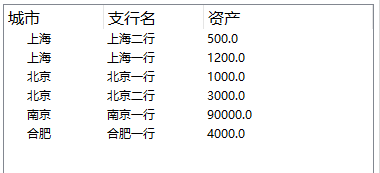 城市 支行名 资产
上海 上海二行 500.0
上海 上海一行 1200.0
北京 北京一行 1000.0
北京 北京二行 3000.0
南京 南京一行 90000.0
合肥 合肥一行 4000.0